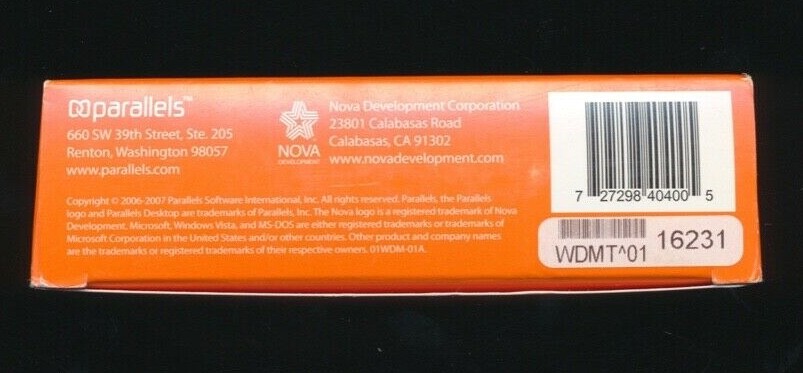 parallels™
660 SW 39th Street, Ste. 205
Renton, Washington 98057
www.parallels.com
NOVA
DEVELOPMENT
Nova Development Corporation
23801 Calabasas Road
Calabasas, CA 91302
www.novadevelopment.com
Copyright © 2006-2007 Parallels Software International, Inc. All rights reserved. Parallels, the Parallels
logo and Parallels Desktop are trademarks of Parallels, Inc. The Nova logo is a registered trademark of Nova
Development. Microsoft, Windows Vista, and MS-DOS are either registered trademarks or trademarks of
Microsoft Corporation in the United States and/or other countries. Other product and company names
are the trademarks or registered trademarks of their respective owners. 01WDM-01A.
7 27298 40400 5
WDMT^01 16231